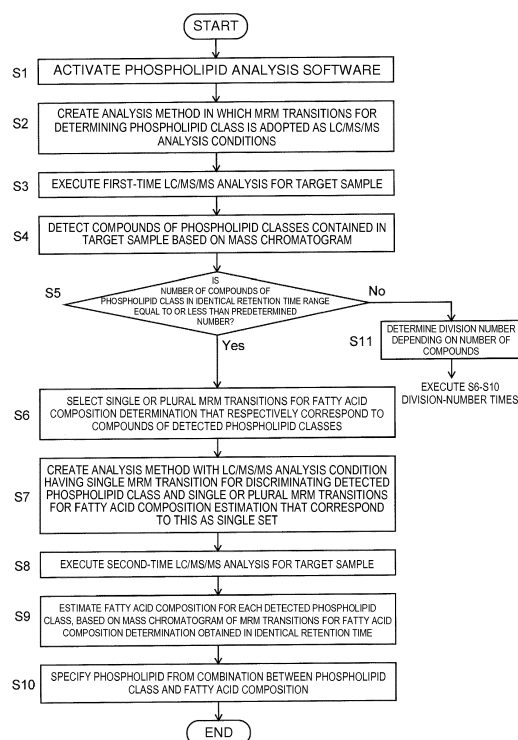 START
S1
ACTIVATE PHOSPHOLIPID ANALYSIS SOFTWARE
S2
CREATE ANALYSIS METHOD IN WHICH MRM TRANSITIONS FOR
DETERMINING PHOSPHOLIPID CLASS IS ADOPTED AS LC/MS/MS
ANALYSIS CONDITIONS
S3
EXECUTE FIRST-TIME LC/MS/MS ANALYSIS FOR TARGET SAMPLE
S4
DETECT COMPOUNDS OF PHOSPHOLIPID CLASSES CONTAINED IN
TARGET SAMPLE BASED ON MASS CHROMATOGRAM
S5
IS
NUMBER OF COMPOUNDS OF
PHOSPHOLIPID CLASS IN IDENTICAL RETENTION TIME RANGE
EQUAL TO OR LESS THAN PREDETERMINED
NUMBER?
No
Yes
S11
DETERMINE DIVISION NUMBER
DEPENDING ON NUMBER OF
COMPOUNDS
EXECUTE S6-S10
DIVISION-NUMBER TIMES
S6
SELECT SINGLE OR PLURAL MRM TRANSITIONS FOR FATTY ACID
COMPOSITION DETERMINATION THAT RESPECTIVELY CORRESPOND TO
COMPOUNDS OF DETECTED PHOSPHOLIPID CLASSES
S7
CREATE ANALYSIS METHOD WITH LC/MS/MS ANALYSIS CONDITION
HAVING SINGLE MRM TRANSITION FOR DISCRIMINATING DETECTED
PHOSPHOLIPID CLASS AND SINGLE OR PLURAL MRM TRANSITIONS
FOR FATTY ACID COMPOSITION ESTIMATION THAT CORRESPOND
TO THIS AS SINGLE SET
S8
EXECUTE SECOND-TIME LC/MS/MS ANALYSIS FOR TARGET SAMPLE
S9
ESTIMATE FATTY ACID COMPOSITION FOR EACH DETECTED PHOSPHOLIPID
CLASS, BASED ON MASS CHROMATOGRAM OF MRM TRANSITIONS FOR FATTY
ACID COMPOSITION DETERMINATION OBTAINED IN IDENTICAL RETENTION TIME
S10
SPECIFY PHOSPHOLIPID FROM COMBINATION BETWEEN PHOSPHOLIPID
CLASS AND FATTY ACID COMPOSITION
END